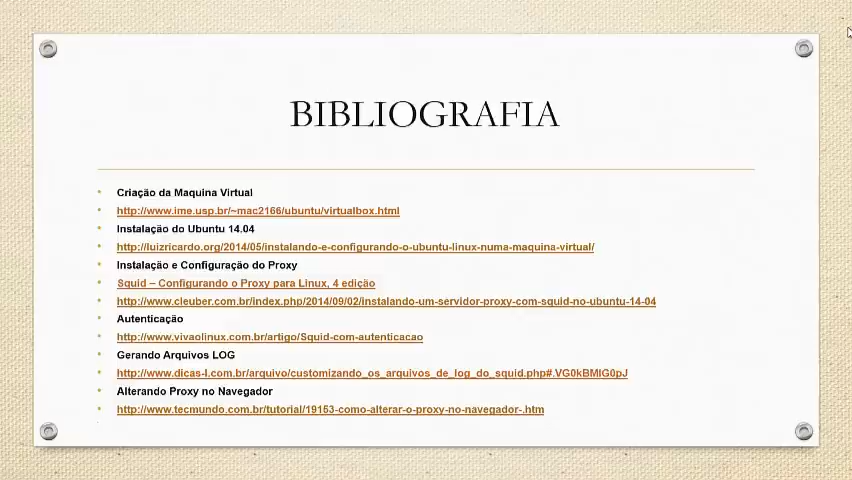 BIBLIOGRAFIA
Criação da Maquina Virtual
http://www.ime.usp.br/~mac2166/ubuntu/virtualbox.html
Instalação do Ubuntu 14.04
http://luizricardo.org/2014/05/instalando-e-configurando-o-ubuntu-linux-numa-maquina-virtual/
Instalação e Configuração do Proxy
Squid – Configurando o Proxy para Linux, 4 edição
http://www.cleuber.com.br/index.php/2014/09/02/instalando-um-servidor-proxy-com-squid-no-ubuntu-14-04
Autenticação
http://www.vivaolinux.com.br/artigo/Squid-com-autenticacao
Gerando Arquivos LOG
http://www.dicas-l.com.br/arquivo/customizando_os_arquivos_de_log_do_squid.php#.VG0kBMlG0pJ
Alterando Proxy no Navegador
http://www.tecmundo.com.br/tutorial/19153-como-alterar-o-proxy-no-navegador-.htm